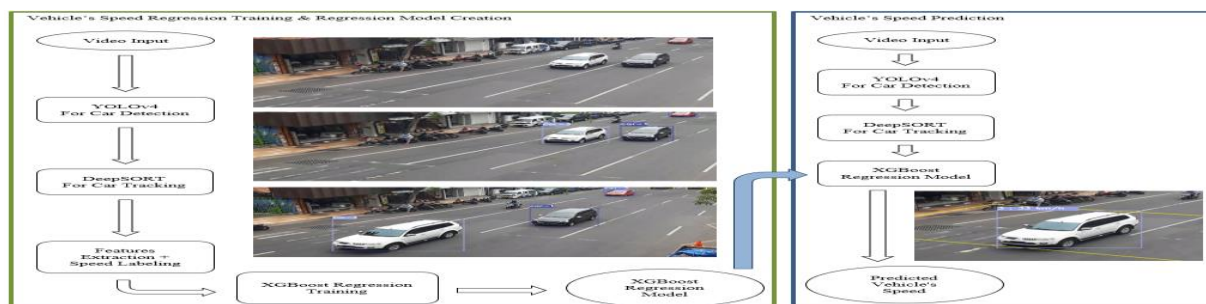 Vehicle's Speed Regression Training & Regression Model Creation
Video Input
YOLOv4
For Car Detection
DeepSORT
For Car Tracking
Features
Extraction +
Speed Labeling
XGBoost Regression
Training
XGBoost
Regression
Model
Vehicle's Speed Prediction
Video Input
YOLOv4
For Car Detection
DeepSORT
For Car Tracking
XGBoost
Regression Model
Predicted
Vehicle's
Speed